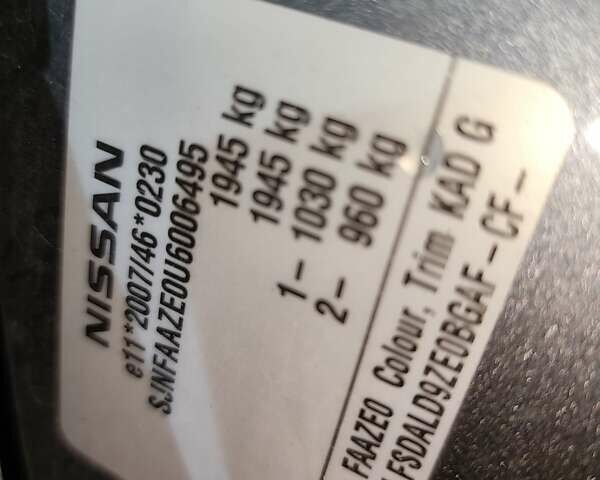 NISSAN
e11*2007/46*0230
SJNFAAZE0U6006495
1945 kg
1945 kg
1– 1030 kg
2– 960 kg
FAAZE0 Colour, Trim KAD G
FSDALD9ZE0BGAF–CF–